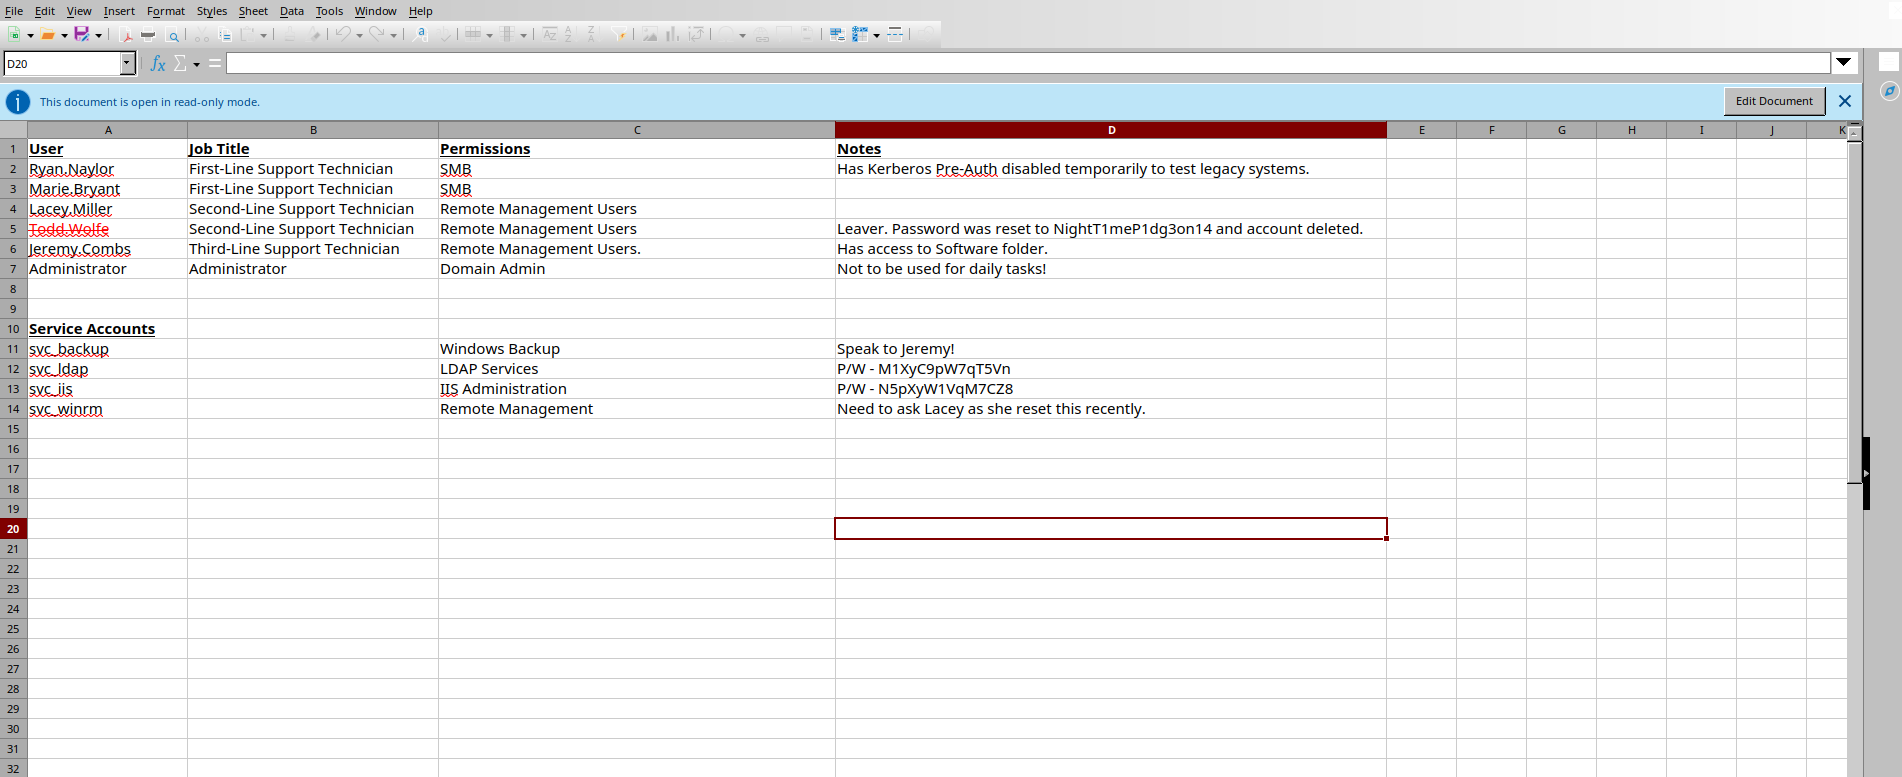 File Edit View Insert Format Styles Sheet Data Tools Window Help
D20
This document is open in read-only mode. Edit Document
A B C D E F G H I J K
1 User Job Title Permissions Notes
2 Ryan.Naylor First-Line Support Technician SMB Has Kerberos Pre-Auth disabled temporarily to test legacy systems.
3 Marie.Bryant First-Line Support Technician SMB
4 Lacey.Miller Second-Line Support Technician Remote Management Users
5 Todd.Wolfe Second-Line Support Technician Remote Management Users Leaver. Password was reset to NightT1meP1dg3on14 and account deleted.
6 Jeremy.Combs Third-Line Support Technician Remote Management Users. Has access to Software folder.
7 Administrator Administrator Domain Admin Not to be used for daily tasks!
8
9
10 Service Accounts
11 svc_backup Windows Backup Speak to Jeremy!
12 svc_ldap LDAP Services P/W - M1XyC9pW7qT5Vn
13 svc_iis IIS Administration P/W - N5pXyW1VqM7CZ8
14 svc_winrm Remote Management Need to ask Lacey as she reset this recently.
15
16
17
18
19
20
21
22
23
24
25
26
27
28
29
30
31
32